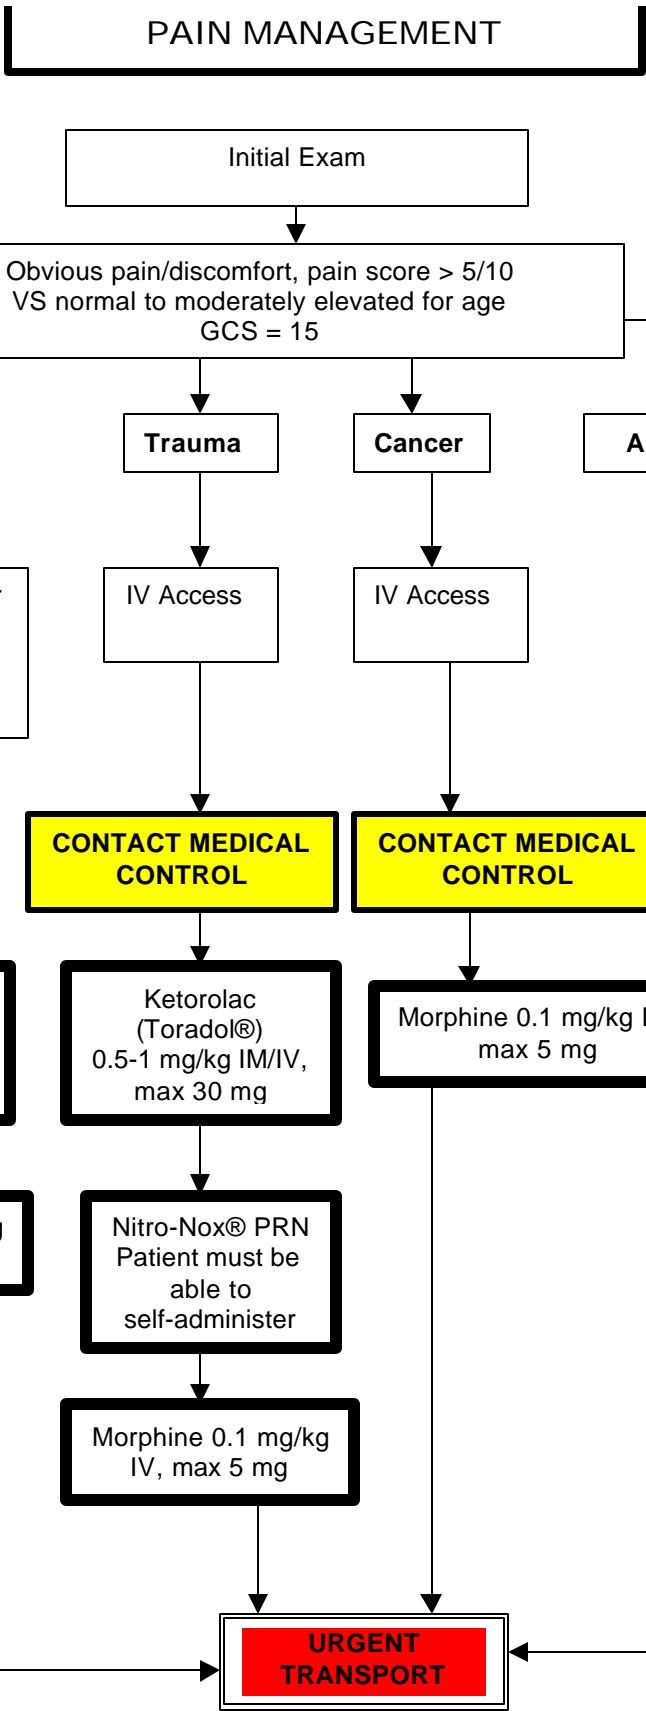 PAIN MANAGEMENT
Initial Exam
Obvious pain/discomfort, pain score > 5/10
VS normal to moderately elevated for age
GCS = 15
Trauma
Cancer
IV Access
IV Access
CONTACT MEDICAL
CONTROL
CONTACT MEDICAL
CONTROL
Ketorolac
(Toradol®)
0.5-1 mg/kg IM/IV,
max 30 mg
Morphine 0.1 mg/kg
max 5 mg
Nitro-Nox® PRN
Patient must be
able to
self-administer
Morphine 0.1 mg/kg
IV, max 5 mg
URGENT
TRANSPORT